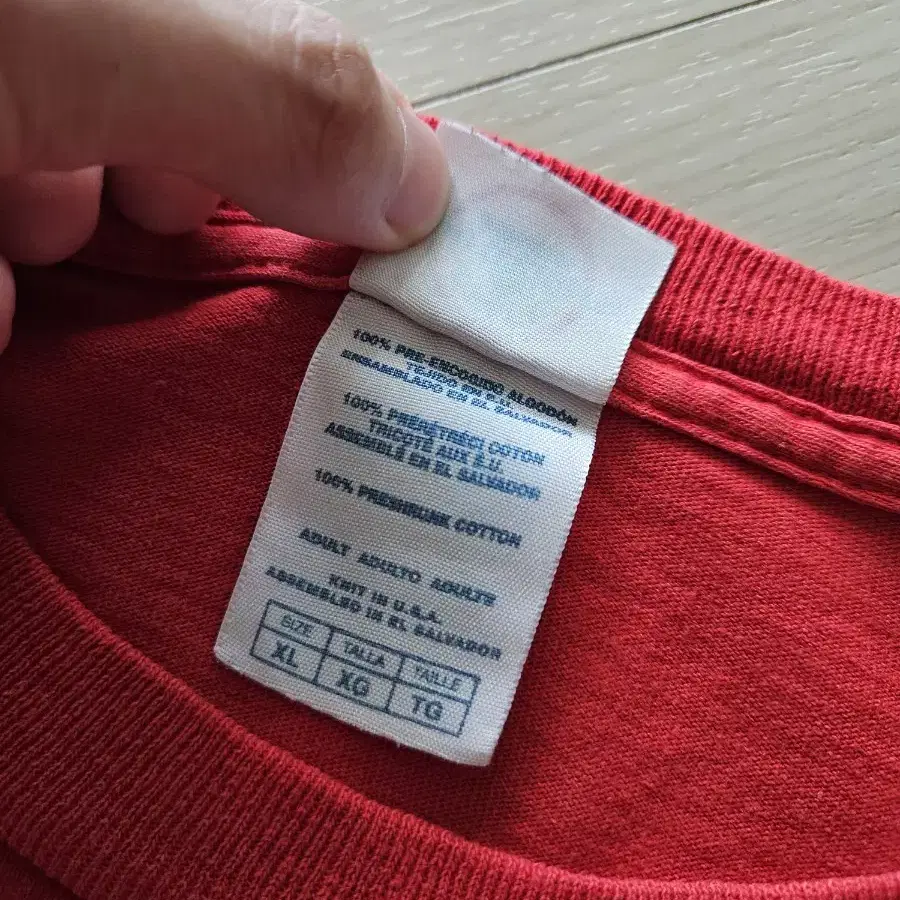 100% PRE-ENCOGIDO ALGODÓN
TEJIDO EN E.U.
ENSAMBLADO EN EL SALVADOR
100% PRÉRÉTRÉCI COTON
TRICOTÉ AUX E.U.
ASSEMBLÉ EN EL SALVADOR
100% PRESHRUNK COTTON
ADULT ADULTO ADULTE
KNIT IN U.S.A.
ASSEMBLED IN EL SALVADOR
SIZE TALLA TAILLE
XL XG TG